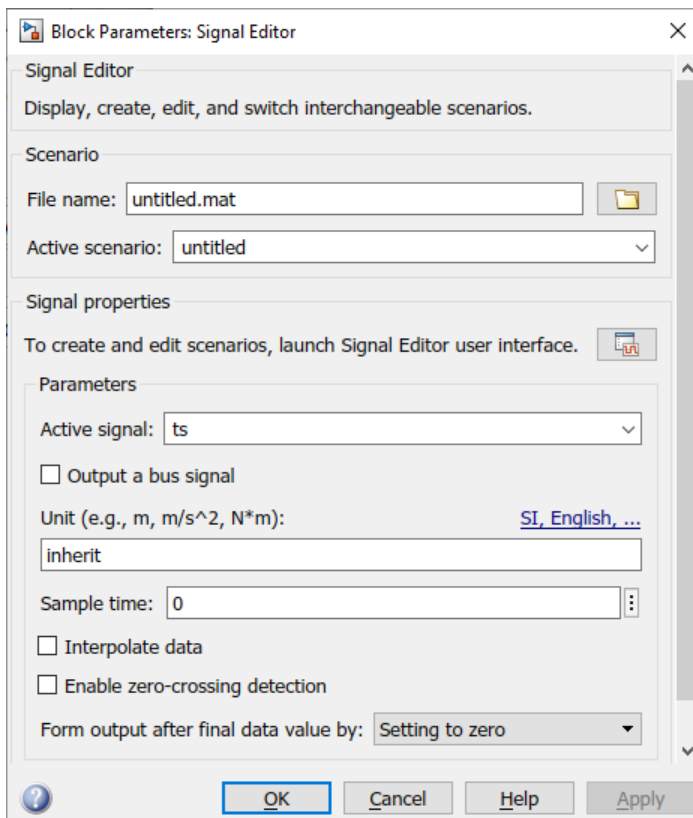 Block Parameters: Signal Editor
Signal Editor
Display, create, edit, and switch interchangeable scenarios.
Scenario
File name: untitled.mat
Active scenario: untitled
Signal properties
To create and edit scenarios, launch Signal Editor user interface.
Parameters
Active signal: ts
Output a bus signal
Unit (e.g., m, m/s^2, N*m): SI, English, ...
inherit
Sample time: 0
Interpolate data
Enable zero-crossing detection
Form output after final data value by: Setting to zero
OK Cancel Help Apply